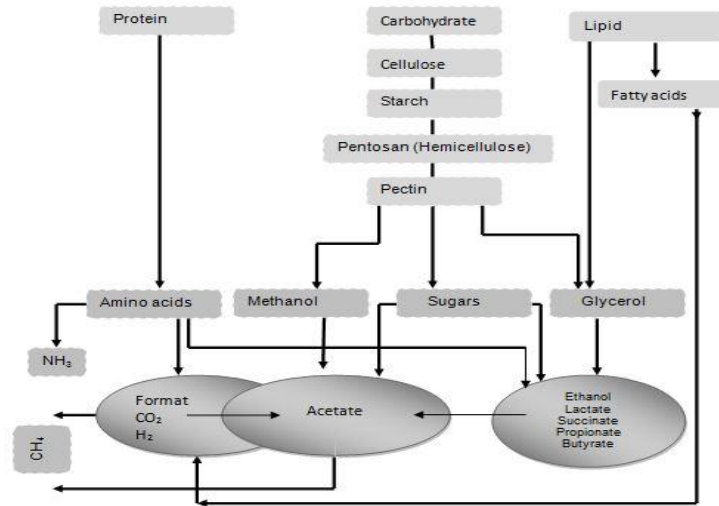 Protein
Carbohydrate
Lipid
Cellulose
Fatty acids
Starch
Pentosan (Hemicellulose)
Pectin
Amino acids
Methanol
Sugars
Glycerol
NH₃
Format
CO₂
H₂
Acetate
Ethanol
Lactate
Succinate
Propionate
Butyrate
CH₄